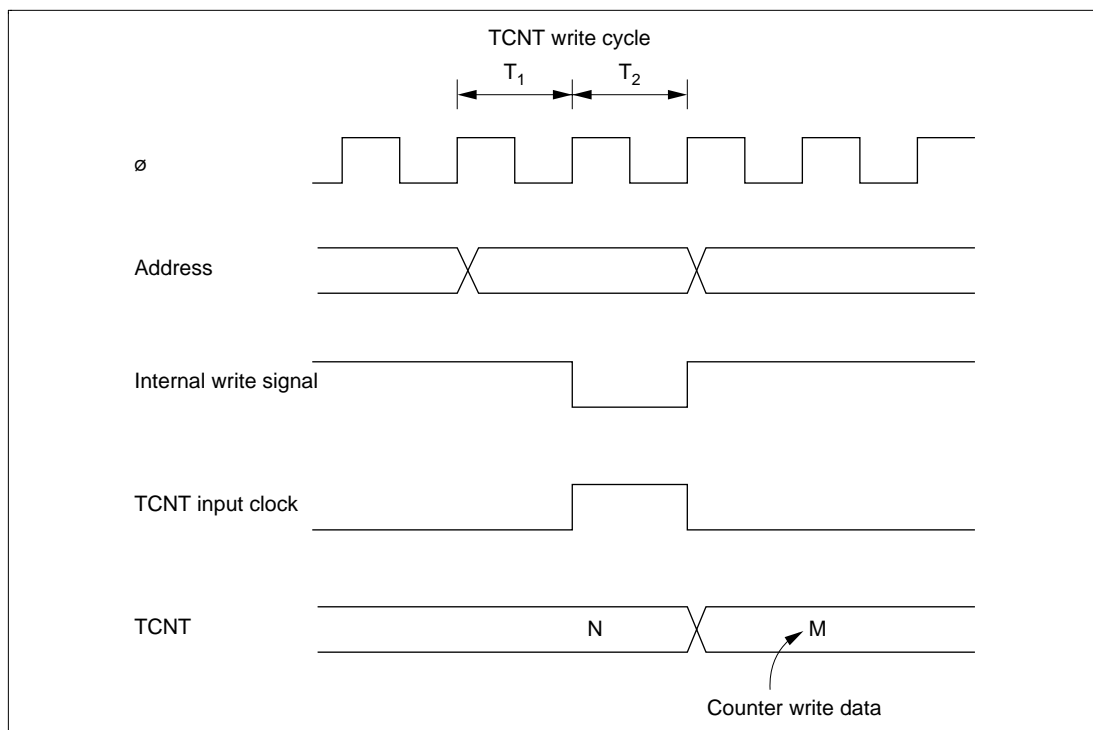 TCNT write cycle
T1 T2
ø
Address
Internal write signal
TCNT input clock
TCNT N M
Counter write data